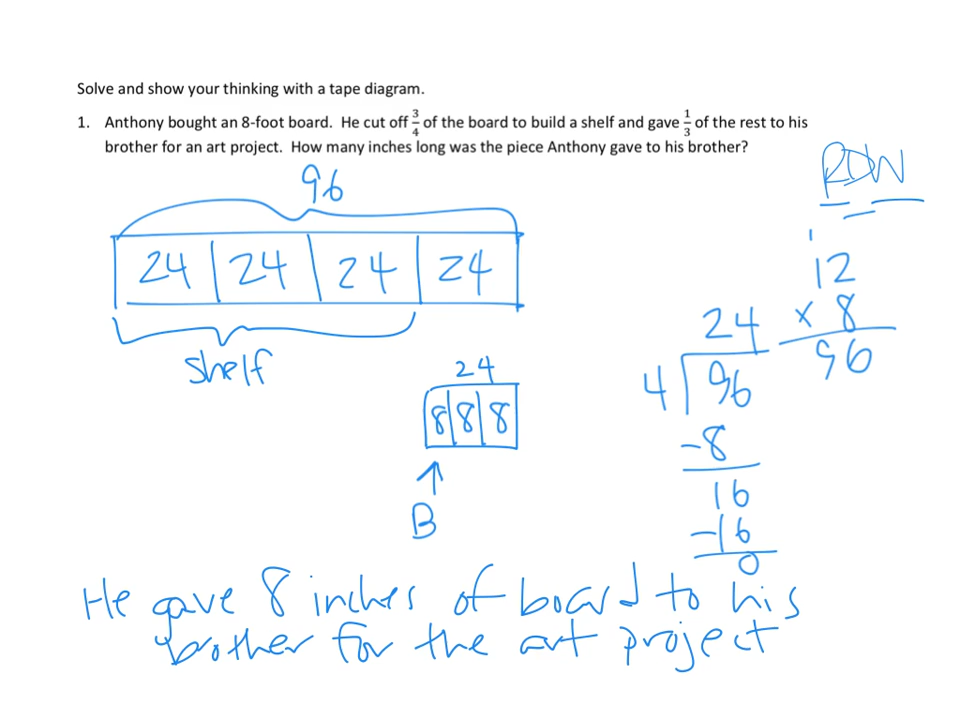 Solve and show your thinking with a tape diagram.
1. Anthony bought an 8-foot board. He cut off 3/4 of the board to build a shelf and gave 1/3 of the rest to his
brother for an art project. How many inches long was the piece Anthony gave to his brother?
RDW
96
24 24 24 24
shelf
24
8 8 8
B
1
12
x 8
96
24
4 96
-8
16
-16
0
He gave 8 inches of board to his
brother for the art project